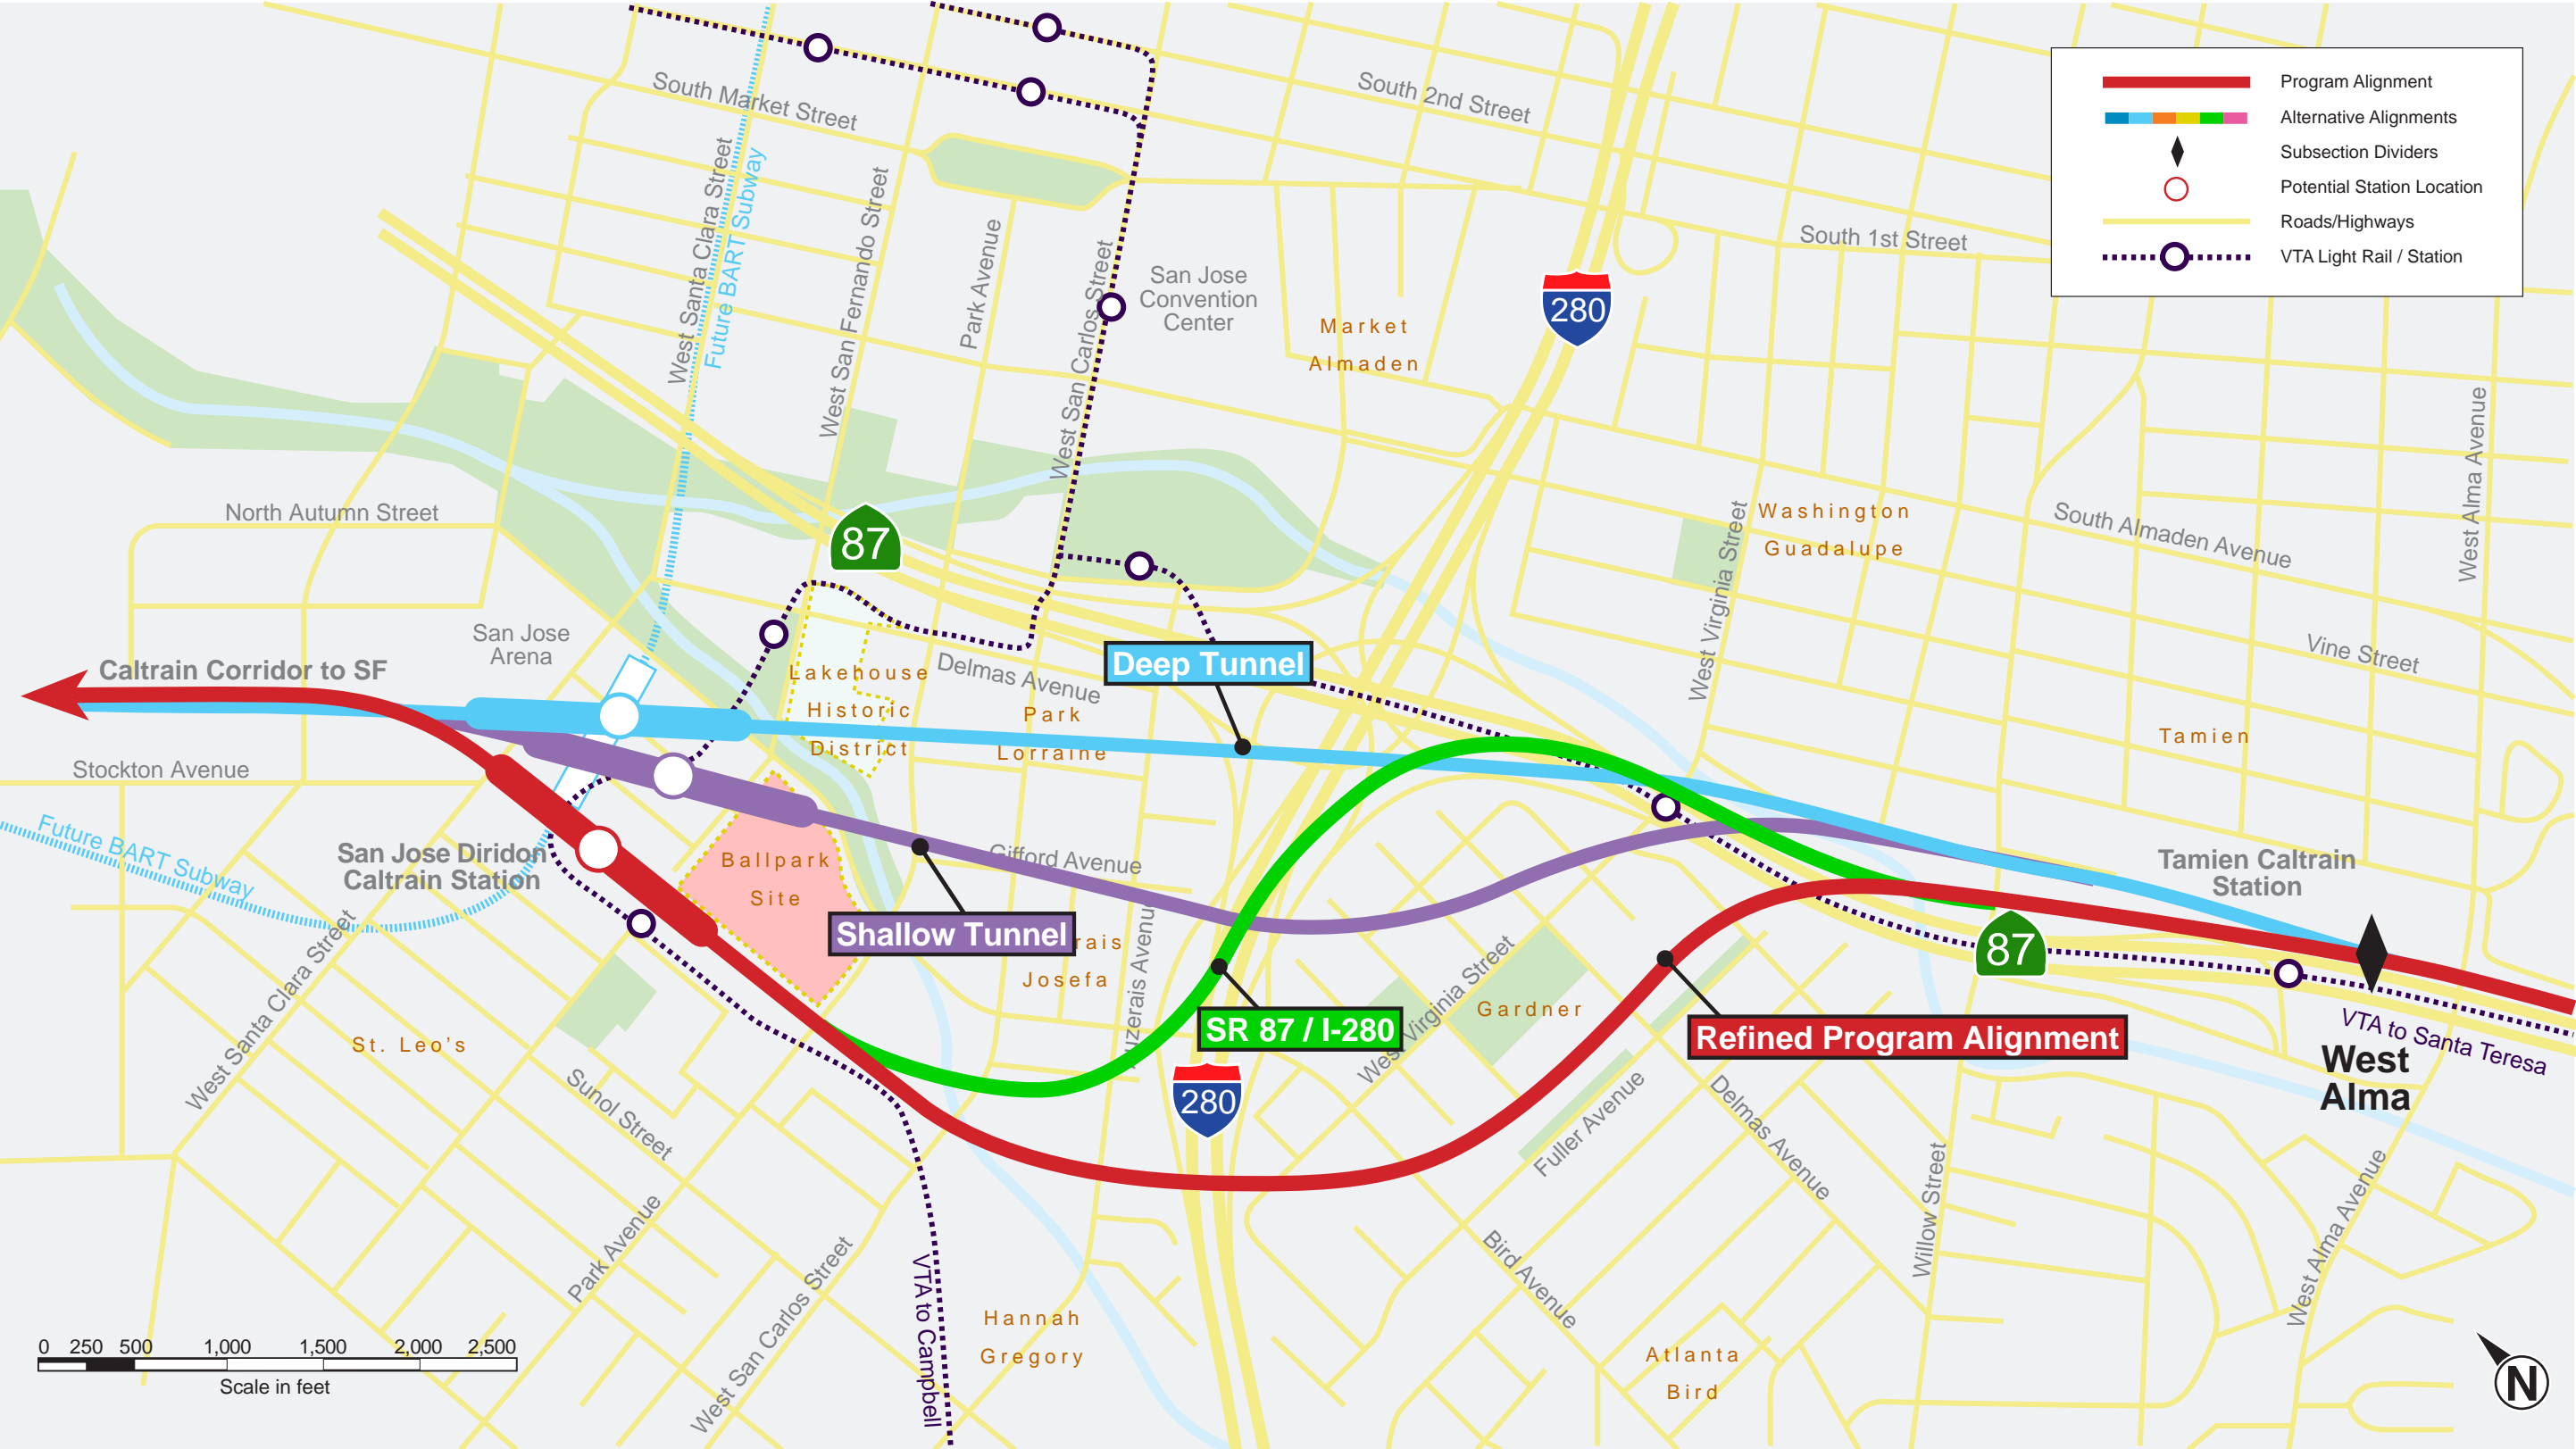 Program Alignment
Alternative Alignments
Subsection Dividers
Potential Station Location
Roads/Highways
VTA Light Rail / Station
South Market Street
South 2nd Street
South 1st Street
West Santa Clara Street
Future BART Subway
West San Fernando Street
Park Avenue
West San Carlos Street
San Jose
Convention
Center
Market
Almaden
280
West Alma Avenue
North Autumn Street
87
Washington
Guadalupe
South Almaden Avenue
West Virginia Street
Vine Street
San Jose
Arena
Caltrain Corridor to SF
Lakehouse
Historic
District
Delmas Avenue
Park
Lorraine
Deep Tunnel
Tamien
Stockton Avenue
Future BART Subway
San Jose Diridon
Caltrain Station
Ballpark
Site
Gifford Avenue
Shallow Tunnel
Josefa
Tamien Caltrain
Station
87
West Santa Clara Street
St. Leo's
Sunol Street
SR 87 / I-280
280
West Virginia Street
Gardner
Refined Program Alignment
VTA to Santa Teresa
West
Alma
Fuller Avenue
Delmas Avenue
Park Avenue
West San Carlos Street
VTA to Campbell
Hannah
Gregory
Bird Avenue
Willow Street
West Alma Avenue
Atlanta
Bird
0 250 500 1,000 1,500 2,000 2,500
Scale in feet
N